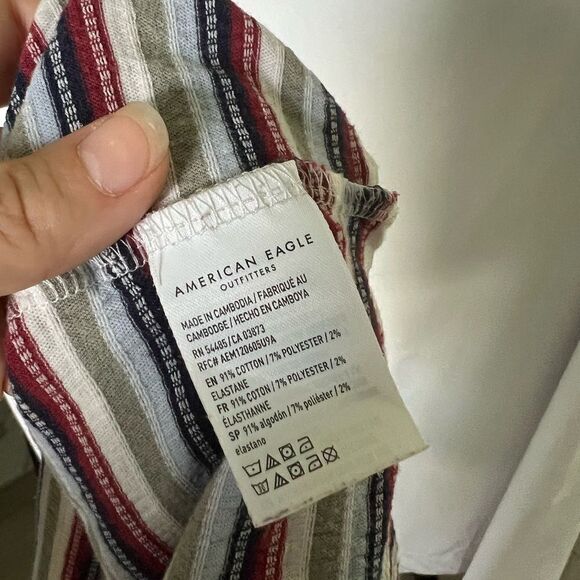 AMERICAN EAGLE
OUTFITTERS
MADE IN CAMBODIA / FABRIQUÉ AU
CAMBODGE / HECHO EN CAMBOYA
RN 54485 / CA 03873
RFC# AEM120605U9A
EN 91% COTTON / 7% POLYESTER / 2%
ELASTANE
FR 91% COTON / 7% POLYESTER / 2%
ÉLASTHANNE
SP 91% algodón / 7% poliéster / 2%
elastano